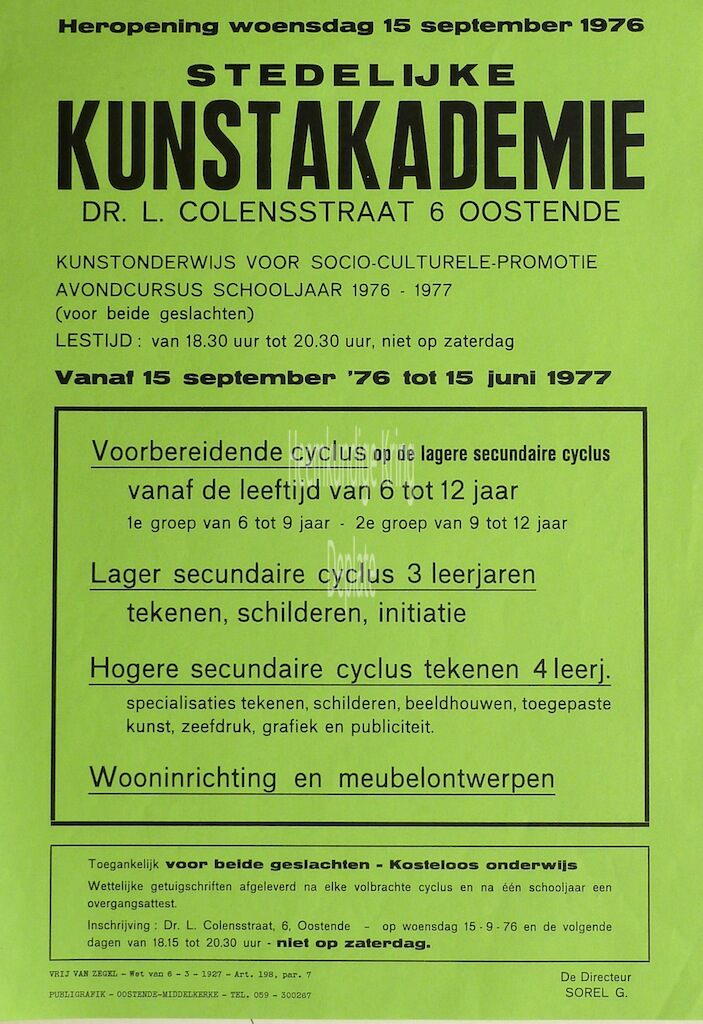 Heropening woensdag 15 september 1976
STEDELIJKE
KUNSTAKADEMIE
DR. L. COLENSSTRAAT 6 OOSTENDE
KUNSTONDERWIJS VOOR SOCIO-CULTURELE-PROMOTIE
AVONDCURSUS SCHOOLJAAR 1976 - 1977
(voor beide geslachten)
LESTIJD : van 18.30 uur tot 20.30 uur, niet op zaterdag
Vanaf 15 september '76 tot 15 juni 1977
Voorbereidende cyclus op de lagere secundaire cyclus
vanaf de leeftijd van 6 tot 12 jaar
1e groep van 6 tot 9 jaar - 2e groep van 9 tot 12 jaar
Lager secundaire cyclus 3 leerjaren
tekenen, schilderen, initiatie
Hogere secundaire cyclus tekenen 4 leerj.
specialisaties tekenen, schilderen, beeldhouwen, toegepaste
kunst, zeefdruk, grafiek en publiciteit.
Wooninrichting en meubelontwerpen
Heemkundige Kring
Deplate
Toegankelijk voor beide geslachten - Kosteloos onderwijs
Wettelijke getuigschriften afgeleverd na elke volbrachte cyclus en na één schooljaar een
overgangsattest.
Inschrijving : Dr. L. Colensstraat, 6, Oostende - op woensdag 15 - 9 - 76 en de volgende
dagen van 18.15 tot 20.30 uur - niet op zaterdag.
VRIJ VAN ZEGEL - Wet van 6 - 3 - 1927 - Art. 198, par. 7
PUBLIGRAFIK - OOSTENDE-MIDDELKERKE - TEL. 059 - 300267
De Directeur
SOREL G.